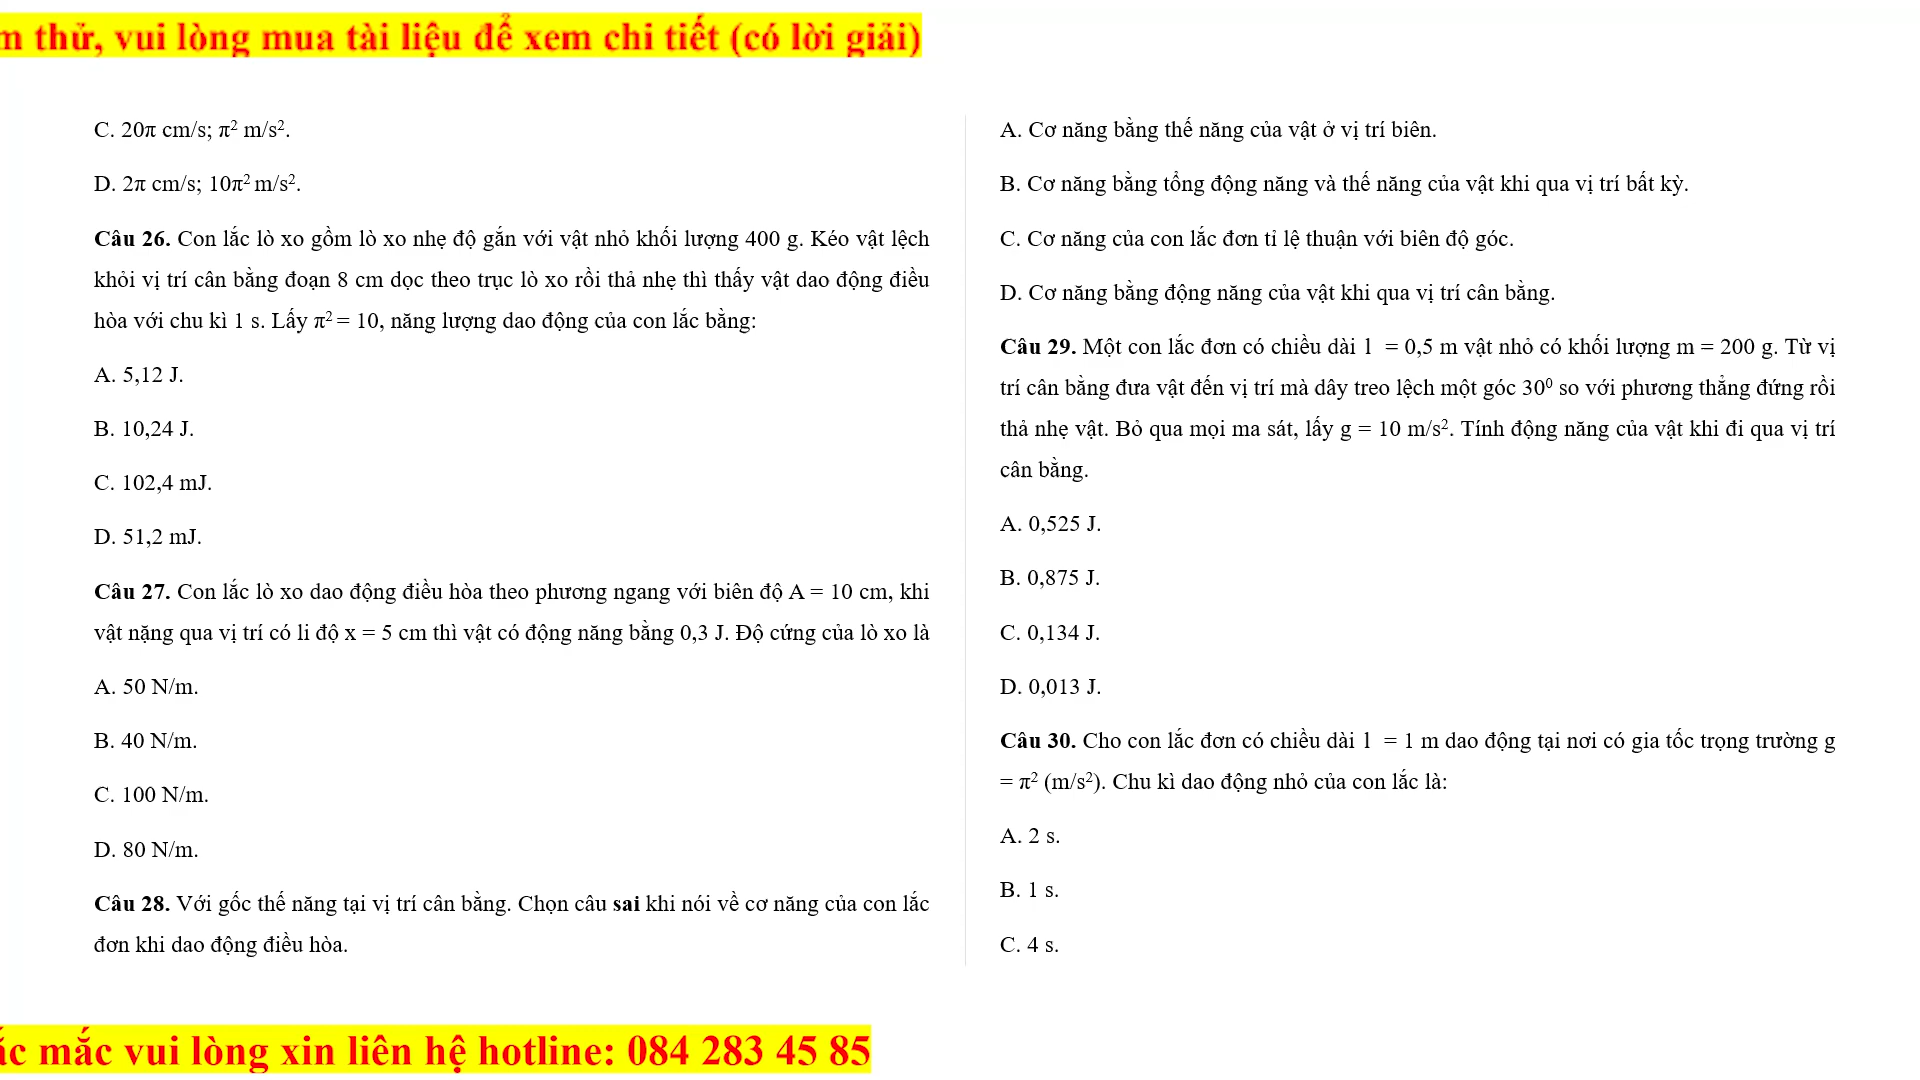 m thử, vui lòng mua tài liệu để xem chi tiết (có lời giải)
C. 20π cm/s; π² m/s².
D. 2π cm/s; 10π² m/s².
Câu 26. Con lắc lò xo gồm lò xo nhẹ độ gắn với vật nhỏ khối lượng 400 g. Kéo vật lệch
khỏi vị trí cân bằng đoạn 8 cm dọc theo trục lò xo rồi thả nhẹ thì thấy vật dao động điều
hòa với chu kì 1 s. Lấy π² = 10, năng lượng dao động của con lắc bằng:
A. 5,12 J.
B. 10,24 J.
C. 102,4 mJ.
D. 51,2 mJ.
Câu 27. Con lắc lò xo dao động điều hòa theo phương ngang với biên độ A = 10 cm, khi
vật nặng qua vị trí có li độ x = 5 cm thì vật có động năng bằng 0,3 J. Độ cứng của lò xo là
A. 50 N/m.
B. 40 N/m.
C. 100 N/m.
D. 80 N/m.
Câu 28. Với gốc thế năng tại vị trí cân bằng. Chọn câu sai khi nói về cơ năng của con lắc
đơn khi dao động điều hòa.
A. Cơ năng bằng thế năng của vật ở vị trí biên.
B. Cơ năng bằng tổng động năng và thế năng của vật khi qua vị trí bất kỳ.
C. Cơ năng của con lắc đơn tỉ lệ thuận với biên độ góc.
D. Cơ năng bằng động năng của vật khi qua vị trí cân bằng.
Câu 29. Một con lắc đơn có chiều dài l = 0,5 m vật nhỏ có khối lượng m = 200 g. Từ vị
trí cân bằng đưa vật đến vị trí mà dây treo lệch một góc 30⁰ so với phương thẳng đứng rồi
thả nhẹ vật. Bỏ qua mọi ma sát, lấy g = 10 m/s². Tính động năng của vật khi đi qua vị trí
cân bằng.
A. 0,525 J.
B. 0,875 J.
C. 0,134 J.
D. 0,013 J.
Câu 30. Cho con lắc đơn có chiều dài l = 1 m dao động tại nơi có gia tốc trọng trường g
= π² (m/s²). Chu kì dao động nhỏ của con lắc là:
A. 2 s.
B. 1 s.
C. 4 s.
ắc mắc vui lòng xin liên hệ hotline: 084 283 45 85